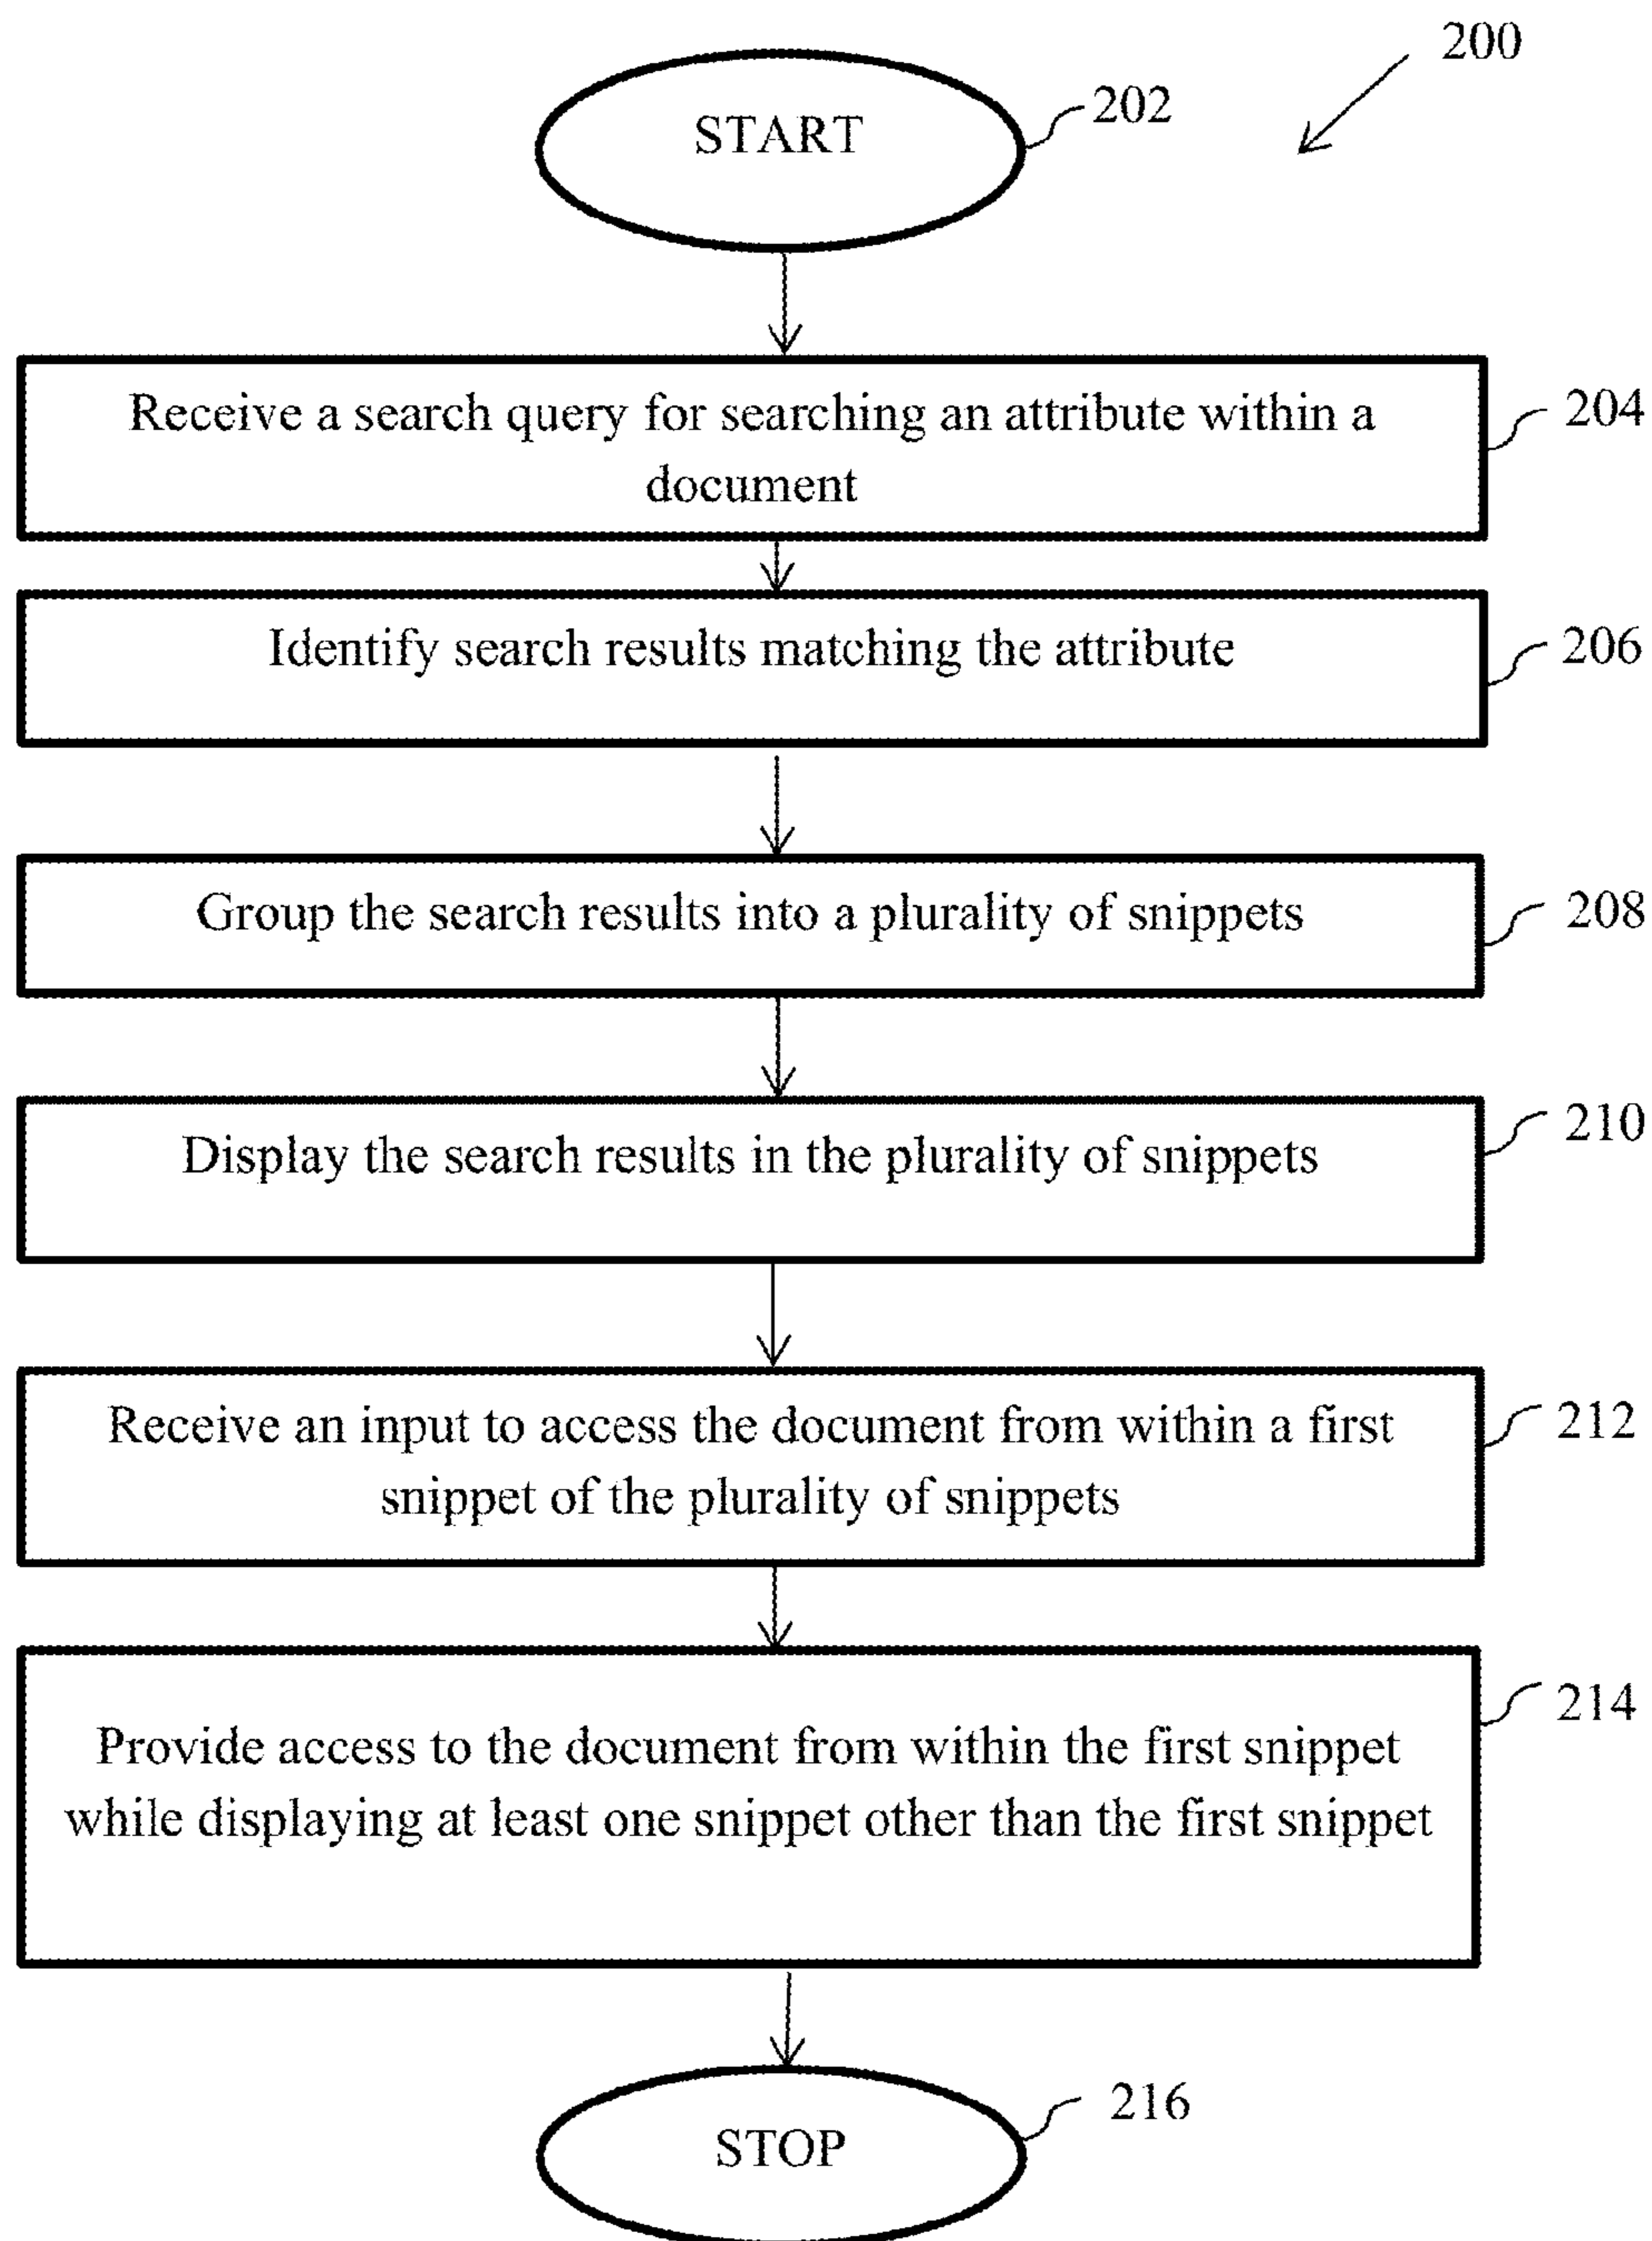 200
START
202
Receive a search query for searching an attribute within a
document
204
Identify search results matching the attribute
206
Group the search results into a plurality of snippets
208
Display the search results in the plurality of snippets
210
Receive an input to access the document from within a first
snippet of the plurality of snippets
212
Provide access to the document from within the first snippet
while displaying at least one snippet other than the first snippet
214
STOP
216